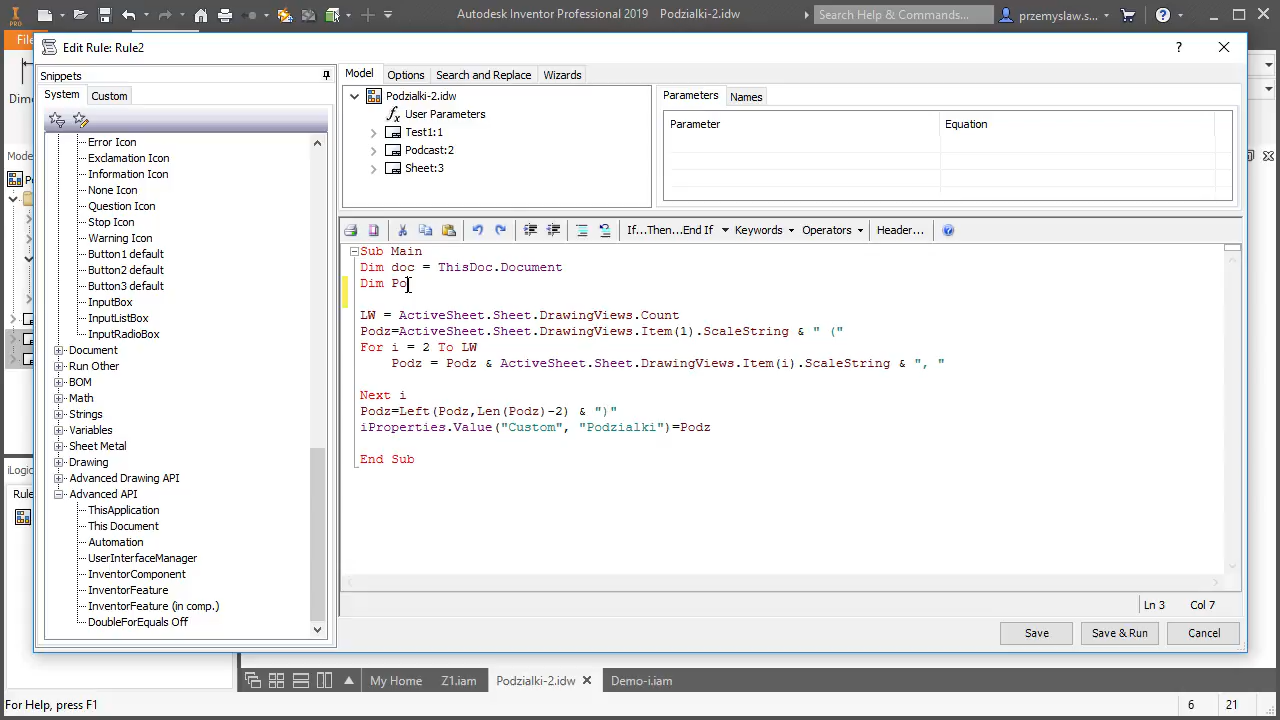 PRO
Autodesk Inventor Professional 2019 Podzialki-2.idw
Search Help & Commands...
przemyslaw.s...
File
Edit Rule: Rule2
Snippets
System Custom
Error Icon
Exclamation Icon
Information Icon
None Icon
Question Icon
Stop Icon
Warning Icon
Button1 default
Button2 default
Button3 default
InputBox
InputListBox
InputRadioBox
Document
Run Other
BOM
Math
Strings
Variables
Sheet Metal
Drawing
Advanced Drawing API
Advanced API
ThisApplication
This Document
Automation
UserInterfaceManager
InventorComponent
InventorFeature
InventorFeature (in comp.)
DoubleForEquals Off
Model Options Search and Replace Wizards
Podzialki-2.idw
fx User Parameters
Test1:1
Podcast:2
Sheet:3
Parameters Names
Parameter Equation
If...Then...End If Keywords Operators Header...
Sub Main
Dim doc = ThisDoc.Document
Dim Po
LW = ActiveSheet.Sheet.DrawingViews.Count
Podz=ActiveSheet.Sheet.DrawingViews.Item(1).ScaleString & " ("
For i = 2 To LW
Podz = Podz & ActiveSheet.Sheet.DrawingViews.Item(i).ScaleString & ", "
Next i
Podz=Left(Podz,Len(Podz)-2) & ")"
iProperties.Value("Custom", "Podzialki")=Podz
End Sub
Ln 3 Col 7
Save Save & Run Cancel
My Home Z1.iam Podzialki-2.idw Demo-i.iam
For Help, press F1
6 21